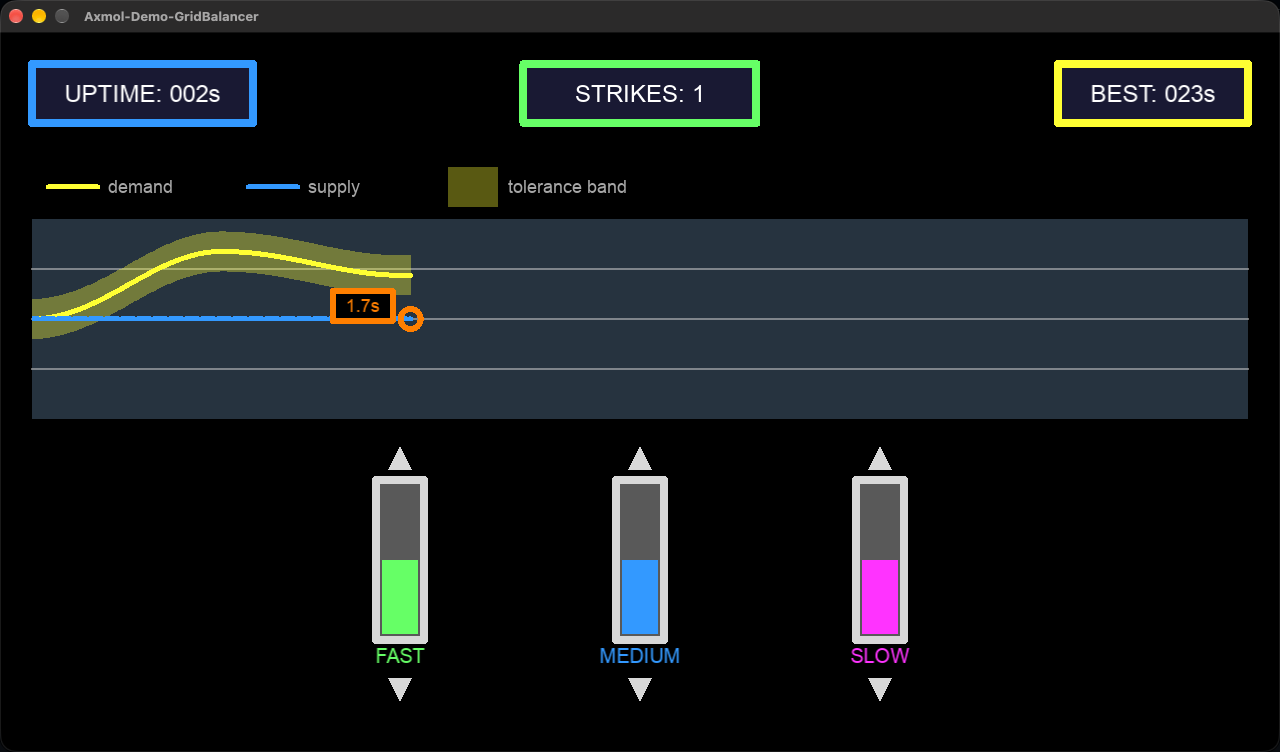 Axmol-Demo-GridBalancer
UPTIME: 002s
STRIKES: 1
BEST: 023s
demand
supply
tolerance band
1.7s
FAST
MEDIUM
SLOW